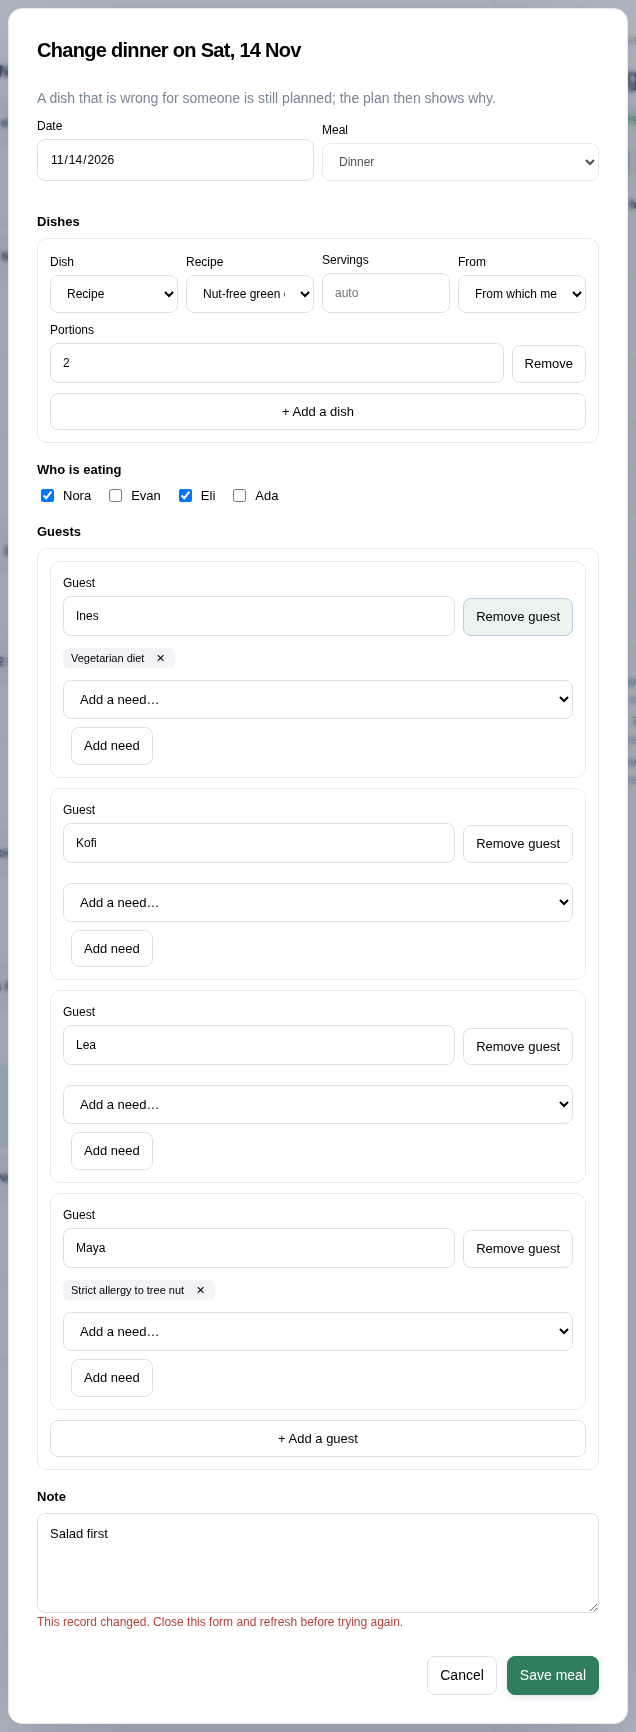 Change dinner on Sat, 14 Nov
A dish that is wrong for someone is still planned; the plan then shows why.
Date
Meal
11/14/2026
Dinner
Dishes
Dish
Recipe
Servings
From
Recipe
Nut-free green
auto
From which me
Portions
2
Remove
+ Add a dish
Who is eating
Nora
Evan
Eli
Ada
Guests
Guest
Ines
Remove guest
Vegetarian diet ✕
Add a need…
Add need
Guest
Kofi
Remove guest
Add a need…
Add need
Guest
Lea
Remove guest
Add a need…
Add need
Guest
Maya
Remove guest
Strict allergy to tree nut ✕
Add a need…
Add need
+ Add a guest
Note
Salad first
This record changed. Close this form and refresh before trying again.
Cancel
Save meal